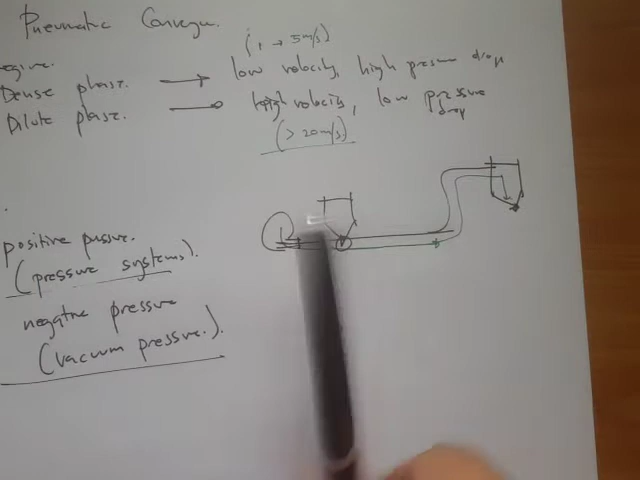 Pneumatic Conveyor.
(1 → 5m/s)
egime.
Dense phase. → low velocity, high pressure drop
Dilute phase. → high velocity, low pressure drop
(> 20m/s)
positive pressure.
(pressure systems).
negative pressure
(vacuum pressure.).